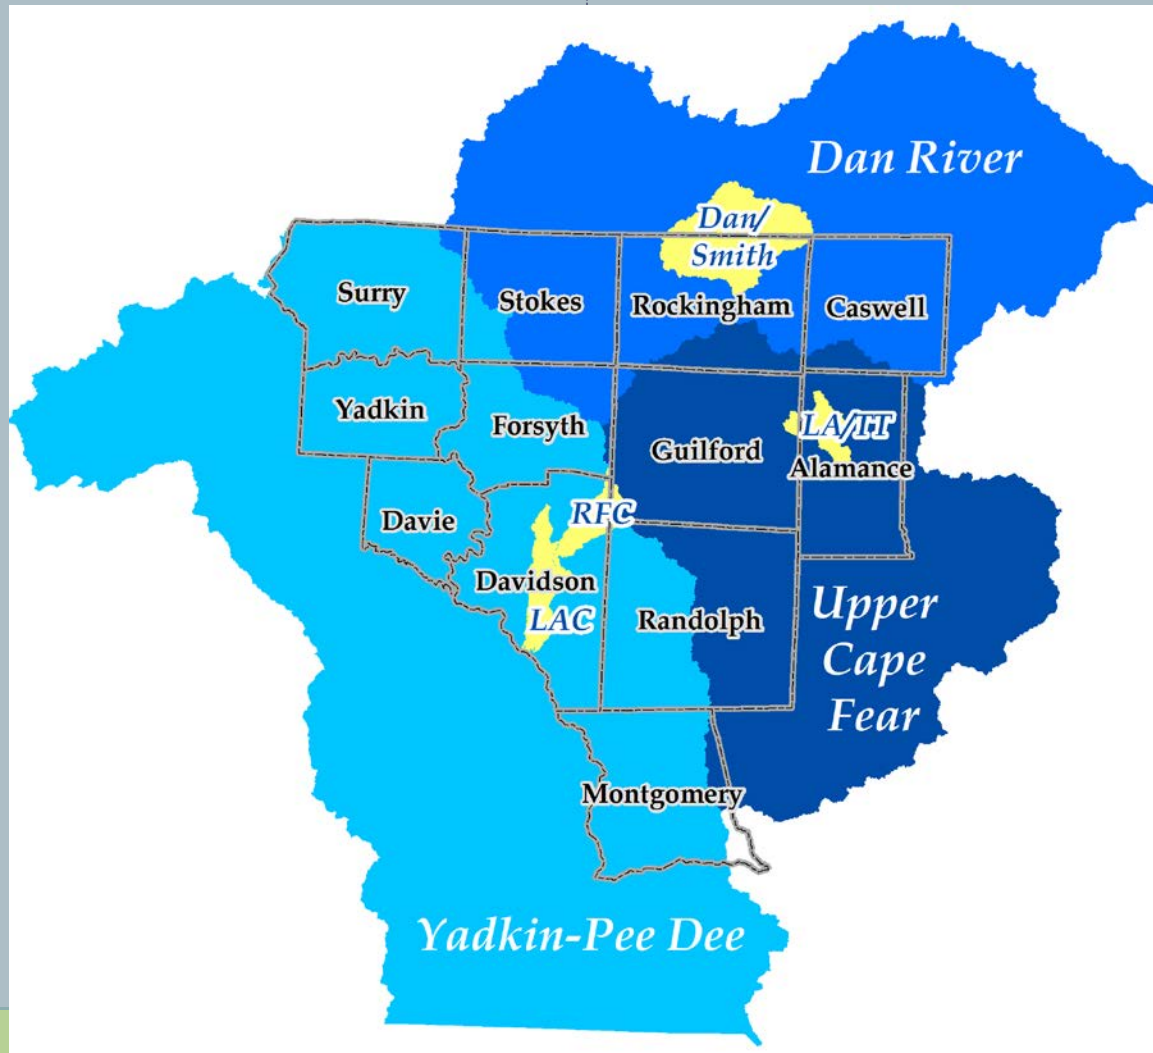 Dan River
Dan/
Smith
Surry
Stokes
Rockingham
Caswell
Yadkin
Forsyth
LA/TT
Guilford
Alamance
RFC
Davie
Davidson
LAC
Randolph
Upper
Cape
Fear
Montgomery
Yadkin-Pee Dee